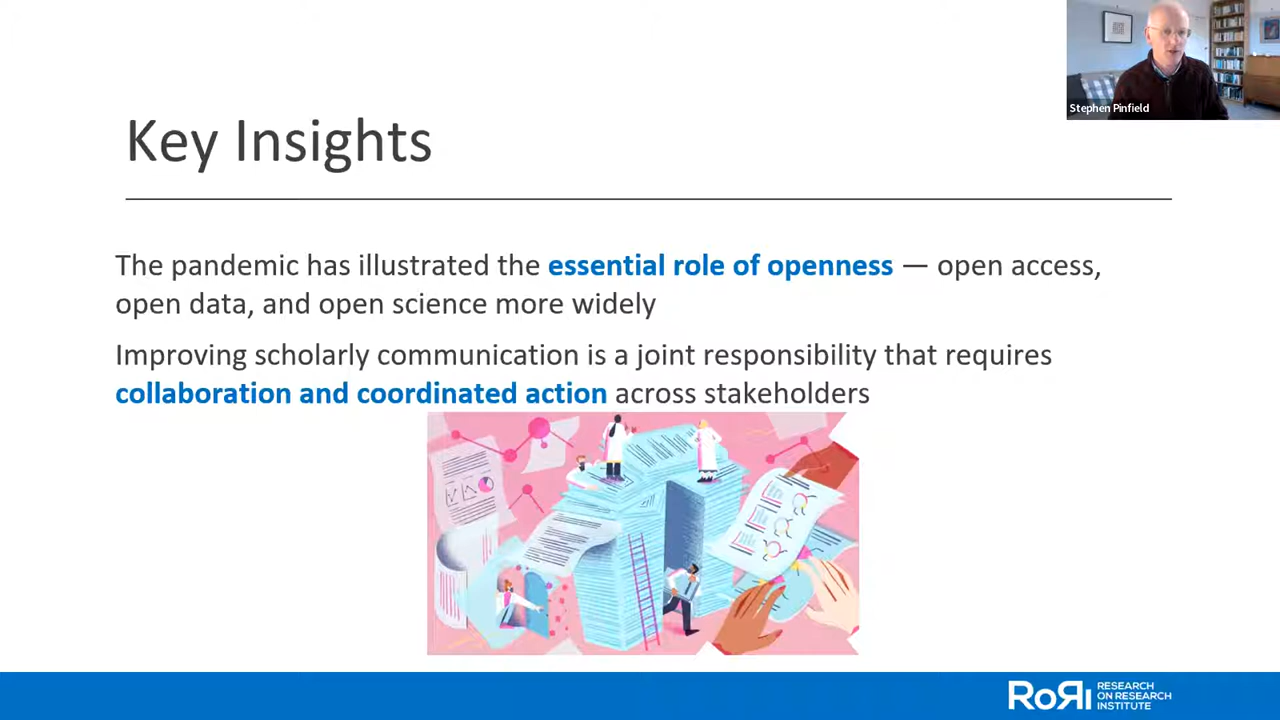 Stephen Pinfield
Key Insights
The pandemic has illustrated the essential role of openness — open access,
open data, and open science more widely
Improving scholarly communication is a joint responsibility that requires
collaboration and coordinated action across stakeholders
RoRI
RESEARCH
ON RESEARCH
INSTITUTE